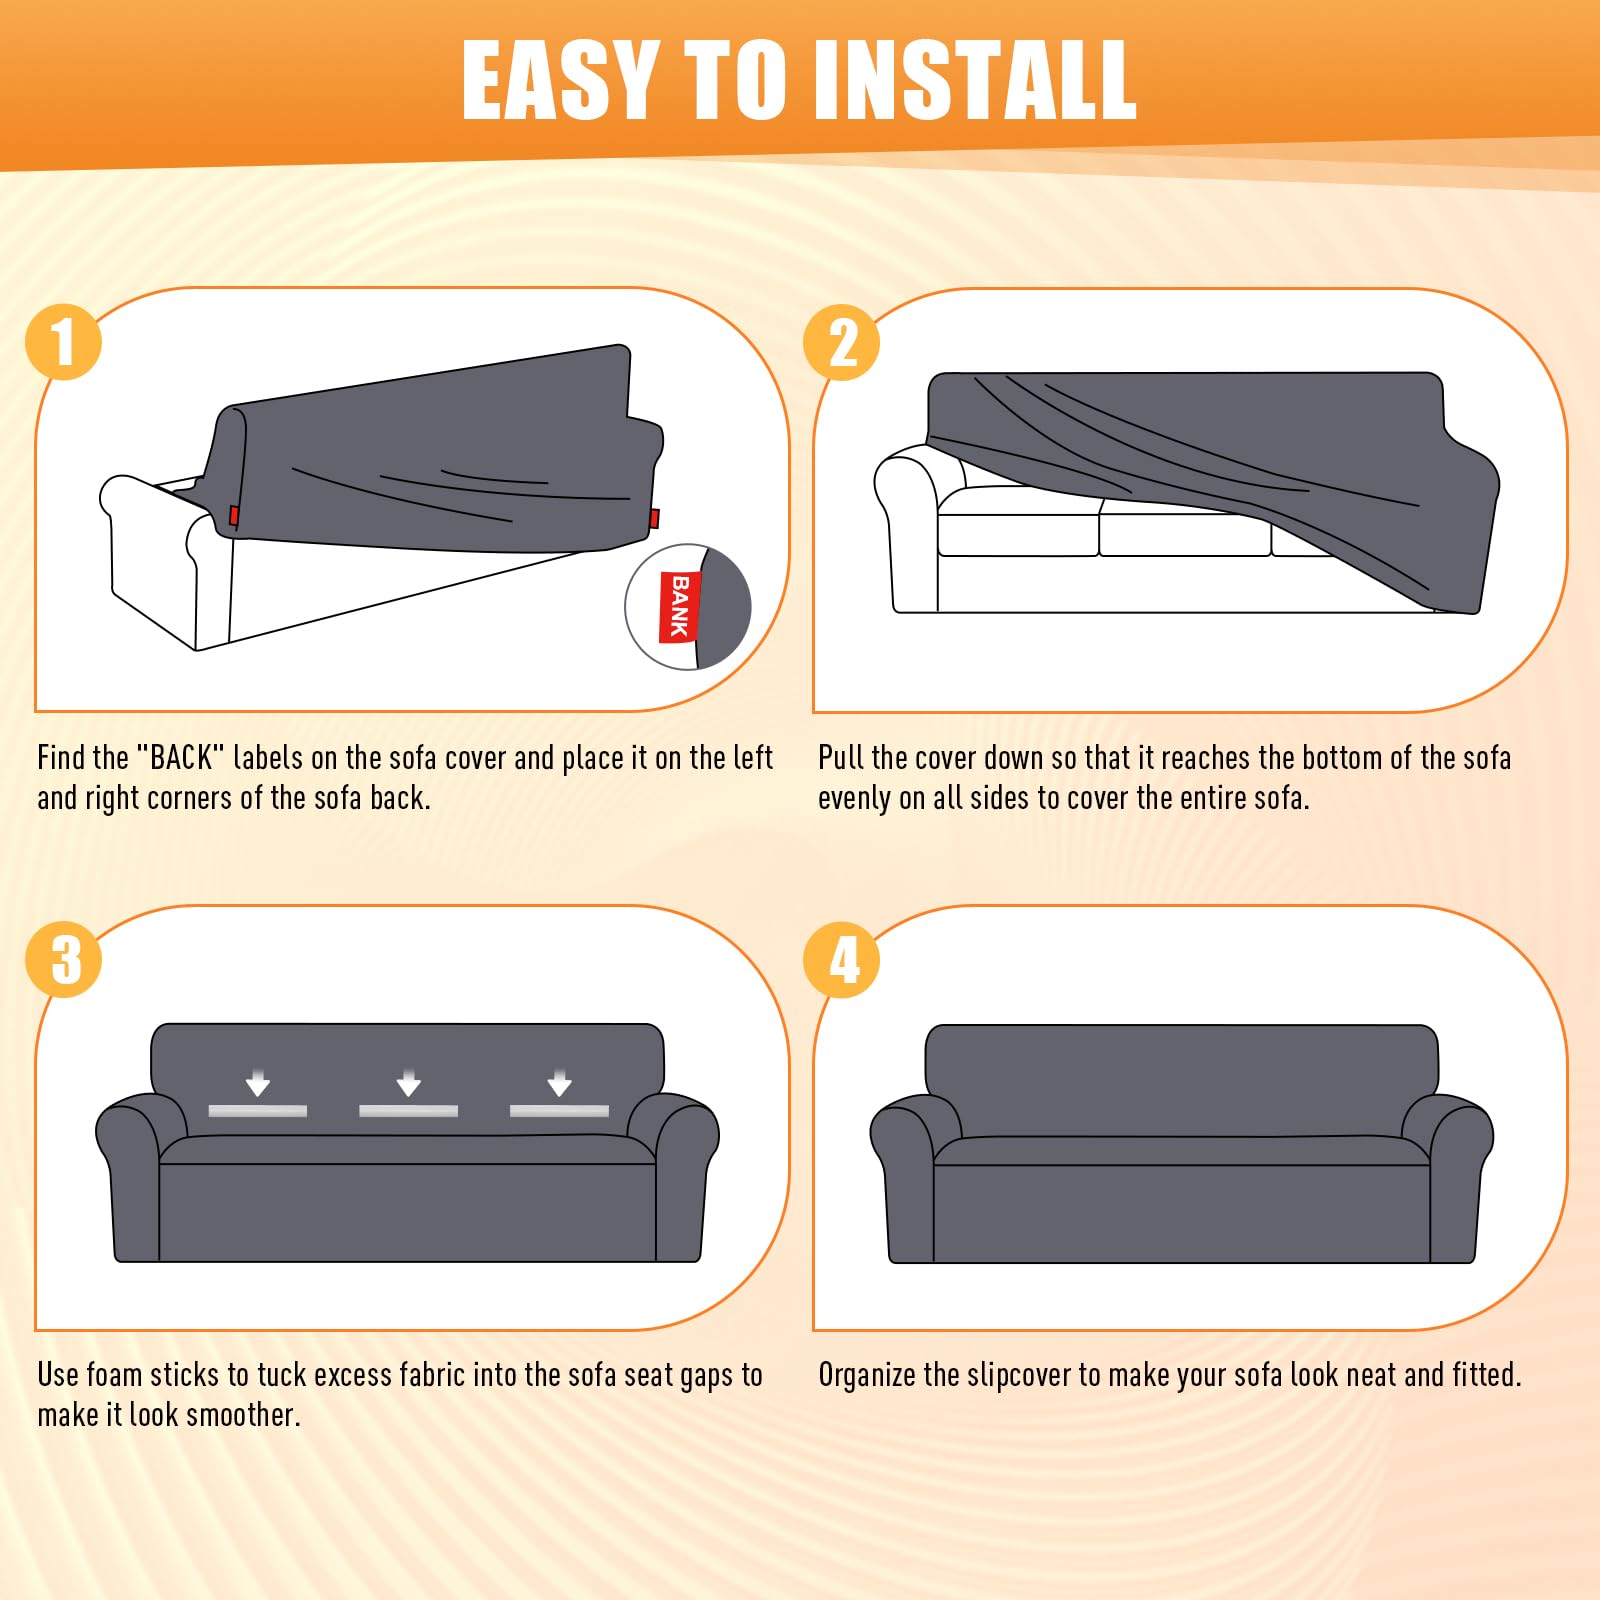 EASY TO INSTALL
1
BANK
Find the "BACK" labels on the sofa cover and place it on the left
and right corners of the sofa back.
2
Pull the cover down so that it reaches the bottom of the sofa
evenly on all sides to cover the entire sofa.
3
Use foam sticks to tuck excess fabric into the sofa seat gaps to
make it look smoother.
4
Organize the slipcover to make your sofa look neat and fitted.